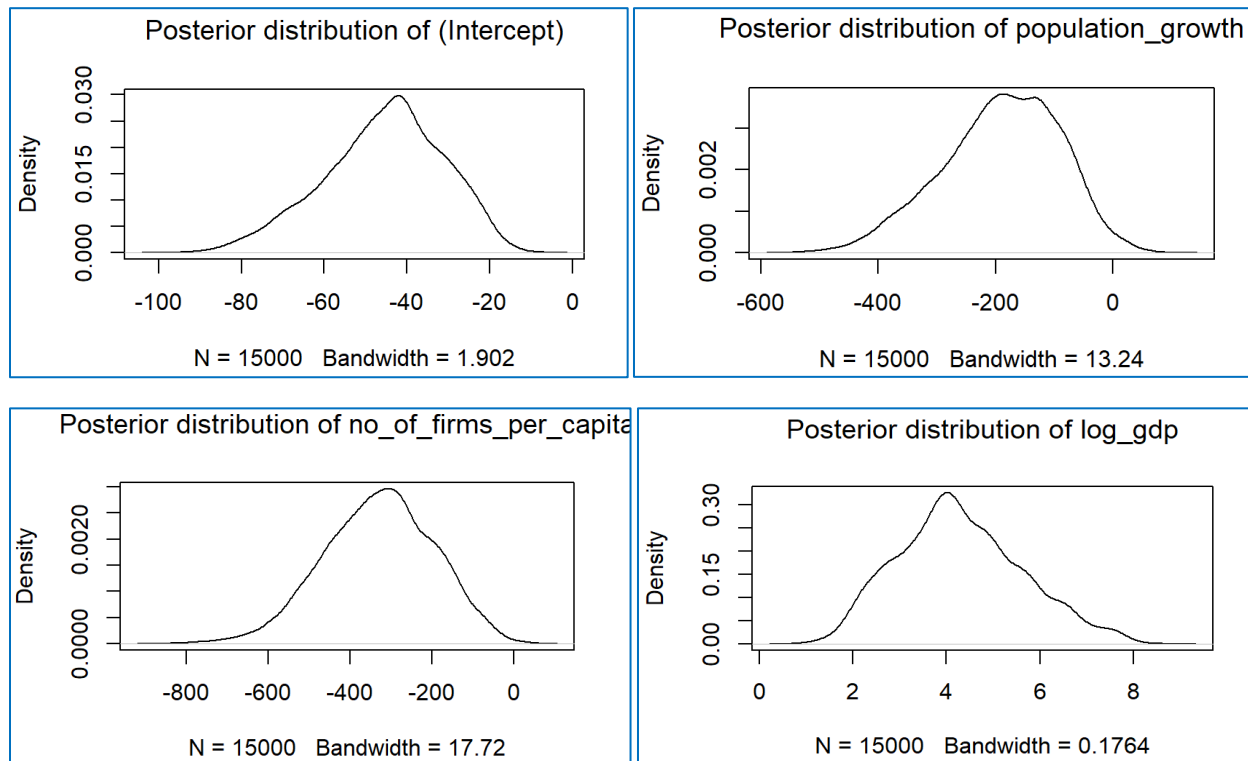 Posterior distribution of (Intercept)
Density
0.000 0.015 0.030
-100 -80 -60 -40 -20 0
N = 15000 Bandwidth = 1.902
Posterior distribution of population_growth
Density
0.000 0.002
-600 -400 -200 0
N = 15000 Bandwidth = 13.24
Posterior distribution of no_of_firms_per_capita
Density
0.0000 0.0020
-800 -600 -400 -200 0
N = 15000 Bandwidth = 17.72
Posterior distribution of log_gdp
Density
0.00 0.15 0.30
0 2 4 6 8
N = 15000 Bandwidth = 0.1764